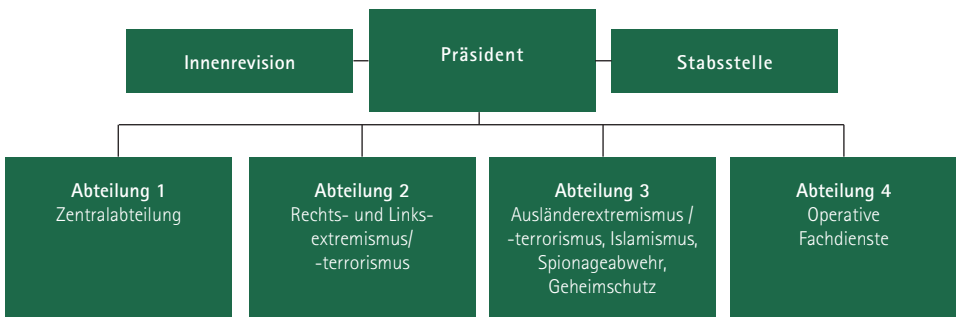 Innenrevision
Präsident
Stabsstelle
Abteilung 1
Zentralabteilung
Abteilung 2
Rechts- und Links-
extremismus/
-terrorismus
Abteilung 3
Ausländerextremismus /
-terrorismus, Islamismus,
Spionageabwehr,
Geheimschutz
Abteilung 4
Operative
Fachdienste